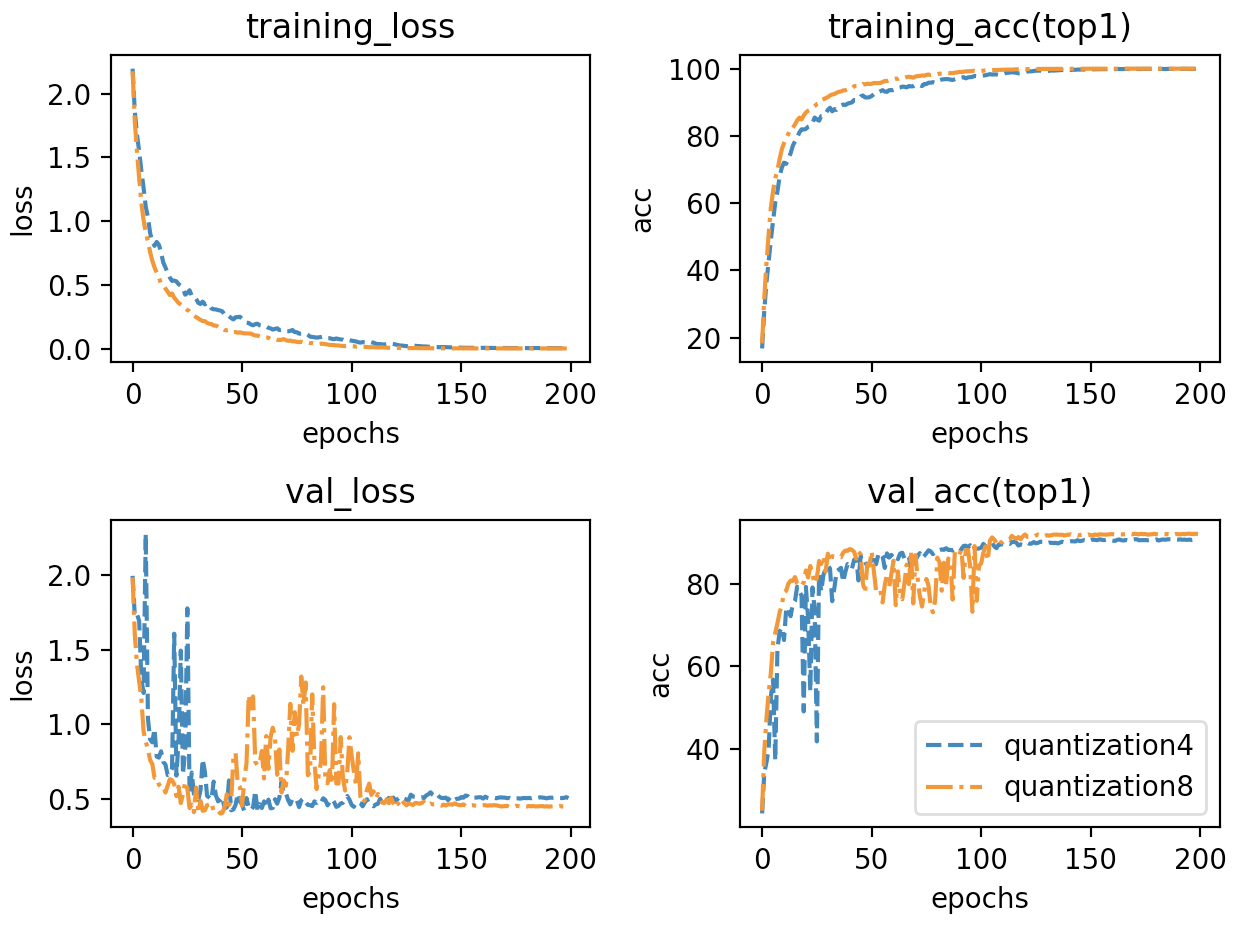 training_loss
2.0
1.5
1.0
0.5
0.0
loss
0 50 100 150 200
epochs
training_acc(top1)
100
80
60
40
20
acc
0 50 100 150 200
epochs
val_loss
2.0
1.5
1.0
0.5
loss
0 50 100 150 200
epochs
val_acc(top1)
80
60
40
acc
quantization4
quantization8
0 50 100 150 200
epochs